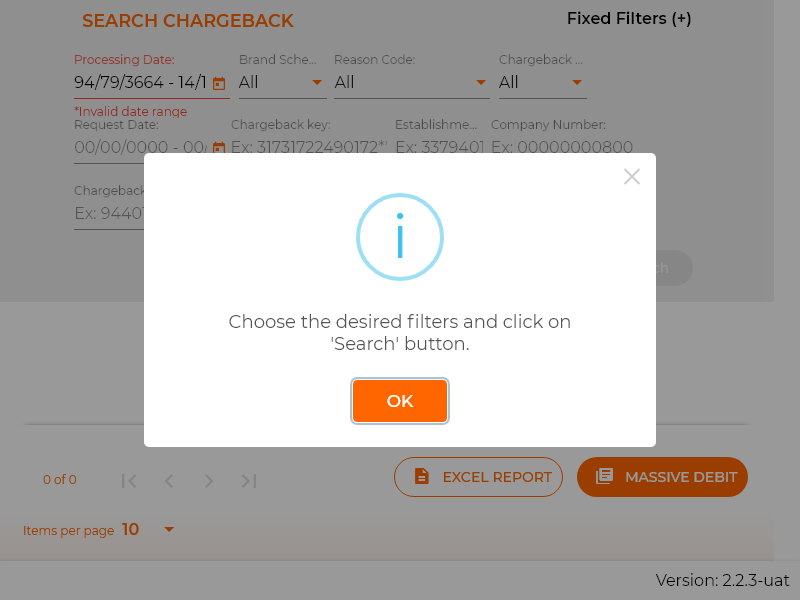 SEARCH CHARGEBACK
Fixed Filters (+)
Processing Date:
Brand Sche...
Reason Code:
Chargeback ...
94/79/3664 - 14/1
All
All
All
*Invalid date range
Request Date:
Chargeback key:
Establishme...
Company Number:
00/00/0000 - 00/
Ex: 31731722490172*
Ex: 3379401
Ex: 00000000800
Chargeback
Ex: 9440
Choose the desired filters and click on
'Search' button.
OK
0 of 0
EXCEL REPORT
MASSIVE DEBIT
Items per page 10
Version: 2.2.3-uat